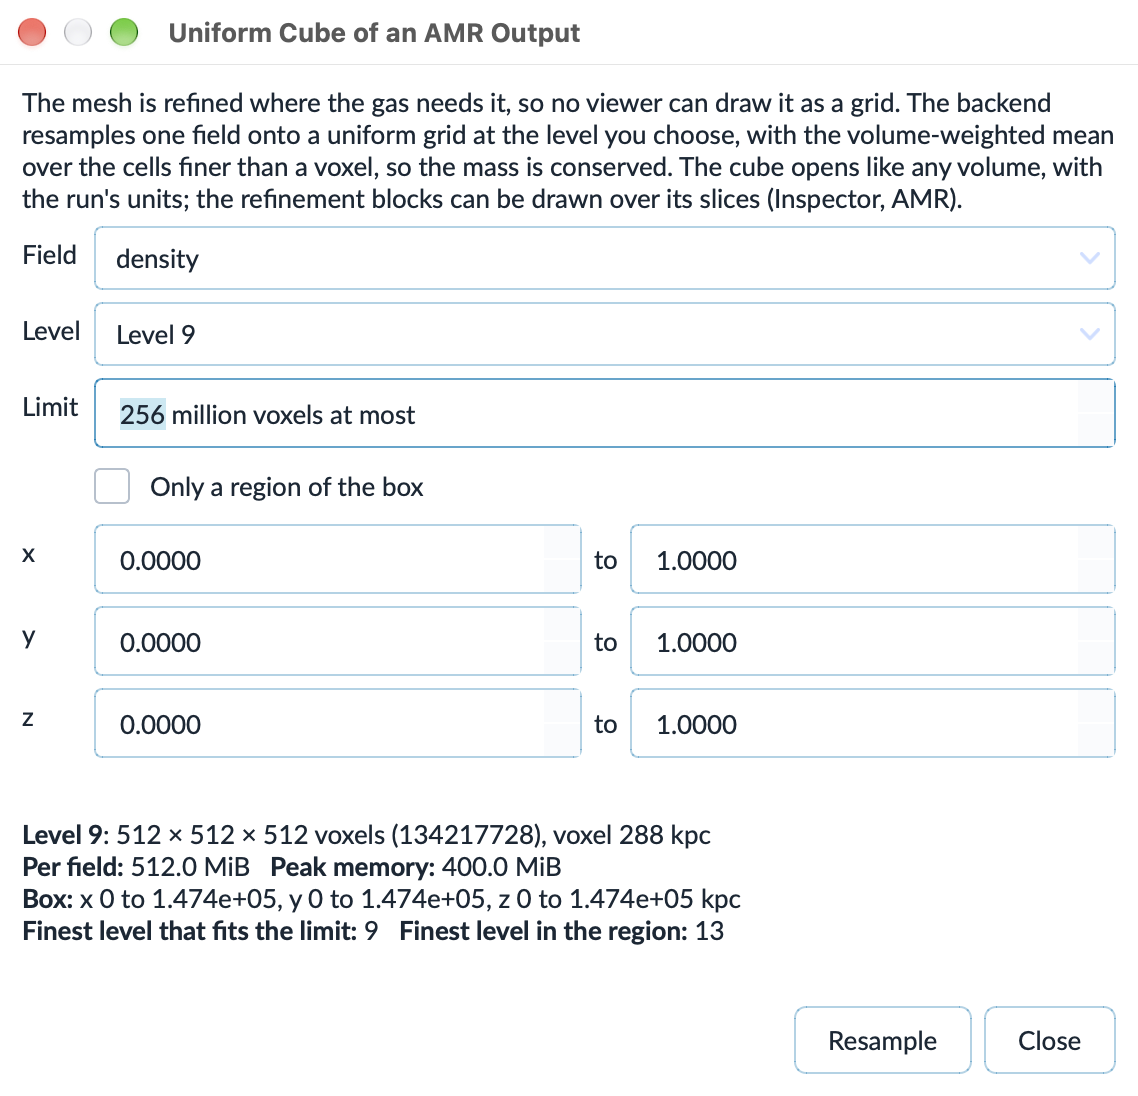 Uniform Cube of an AMR Output
The mesh is refined where the gas needs it, so no viewer can draw it as a grid. The backend
resamples one field onto a uniform grid at the level you choose, with the volume-weighted mean
over the cells finer than a voxel, so the mass is conserved. The cube opens like any volume, with
the run's units; the refinement blocks can be drawn over its slices (Inspector, AMR).
Field density
Level Level 9
Limit 256 million voxels at most
Only a region of the box
x 0.0000 to 1.0000
y 0.0000 to 1.0000
z 0.0000 to 1.0000
Level 9: 512 × 512 × 512 voxels (134217728), voxel 288 kpc
Per field: 512.0 MiB Peak memory: 400.0 MiB
Box: x 0 to 1.474e+05, y 0 to 1.474e+05, z 0 to 1.474e+05 kpc
Finest level that fits the limit: 9 Finest level in the region: 13
Resample Close